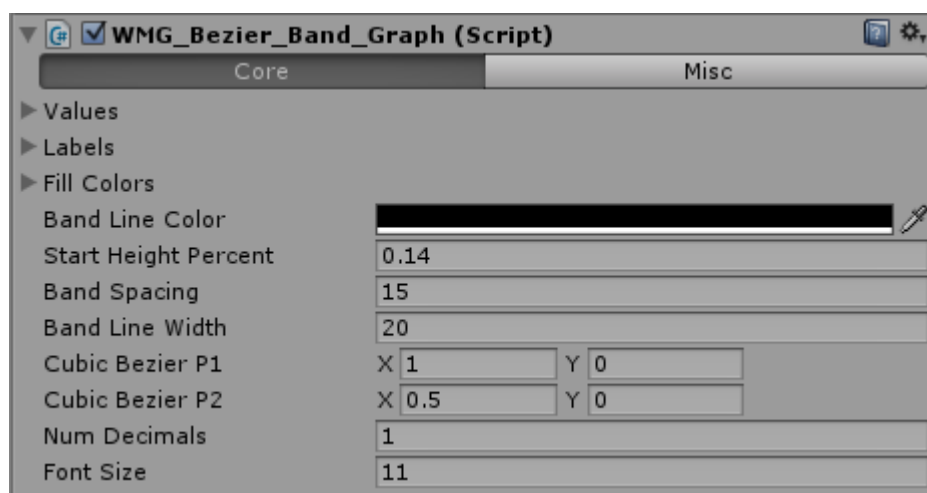 WMG_Bezier_Band_Graph (Script)
Core Misc
Values
Labels
Fill Colors
Band Line Color
Start Height Percent 0.14
Band Spacing 15
Band Line Width 20
Cubic Bezier P1 X 1 Y 0
Cubic Bezier P2 X 0.5 Y 0
Num Decimals 1
Font Size 11